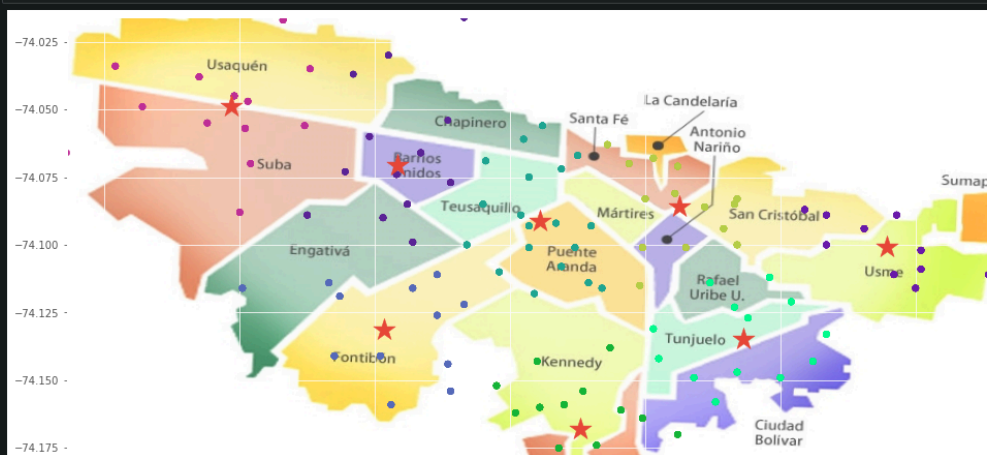 −74.025
−74.050
−74.075
−74.100
−74.125
−74.150
−74.175
Usaquén
Chapinero
Santa Fé
La Candelaría
Antonio
Nariño
Suba
Barrios
Unidos
Teusaquillo
Mártires
San Cristóbal
Sumap
Engativá
Puente
Aranda
Rafael
Uribe U.
Usme
Fontibón
Kennedy
Tunjuelo
Ciudad
Bolívar